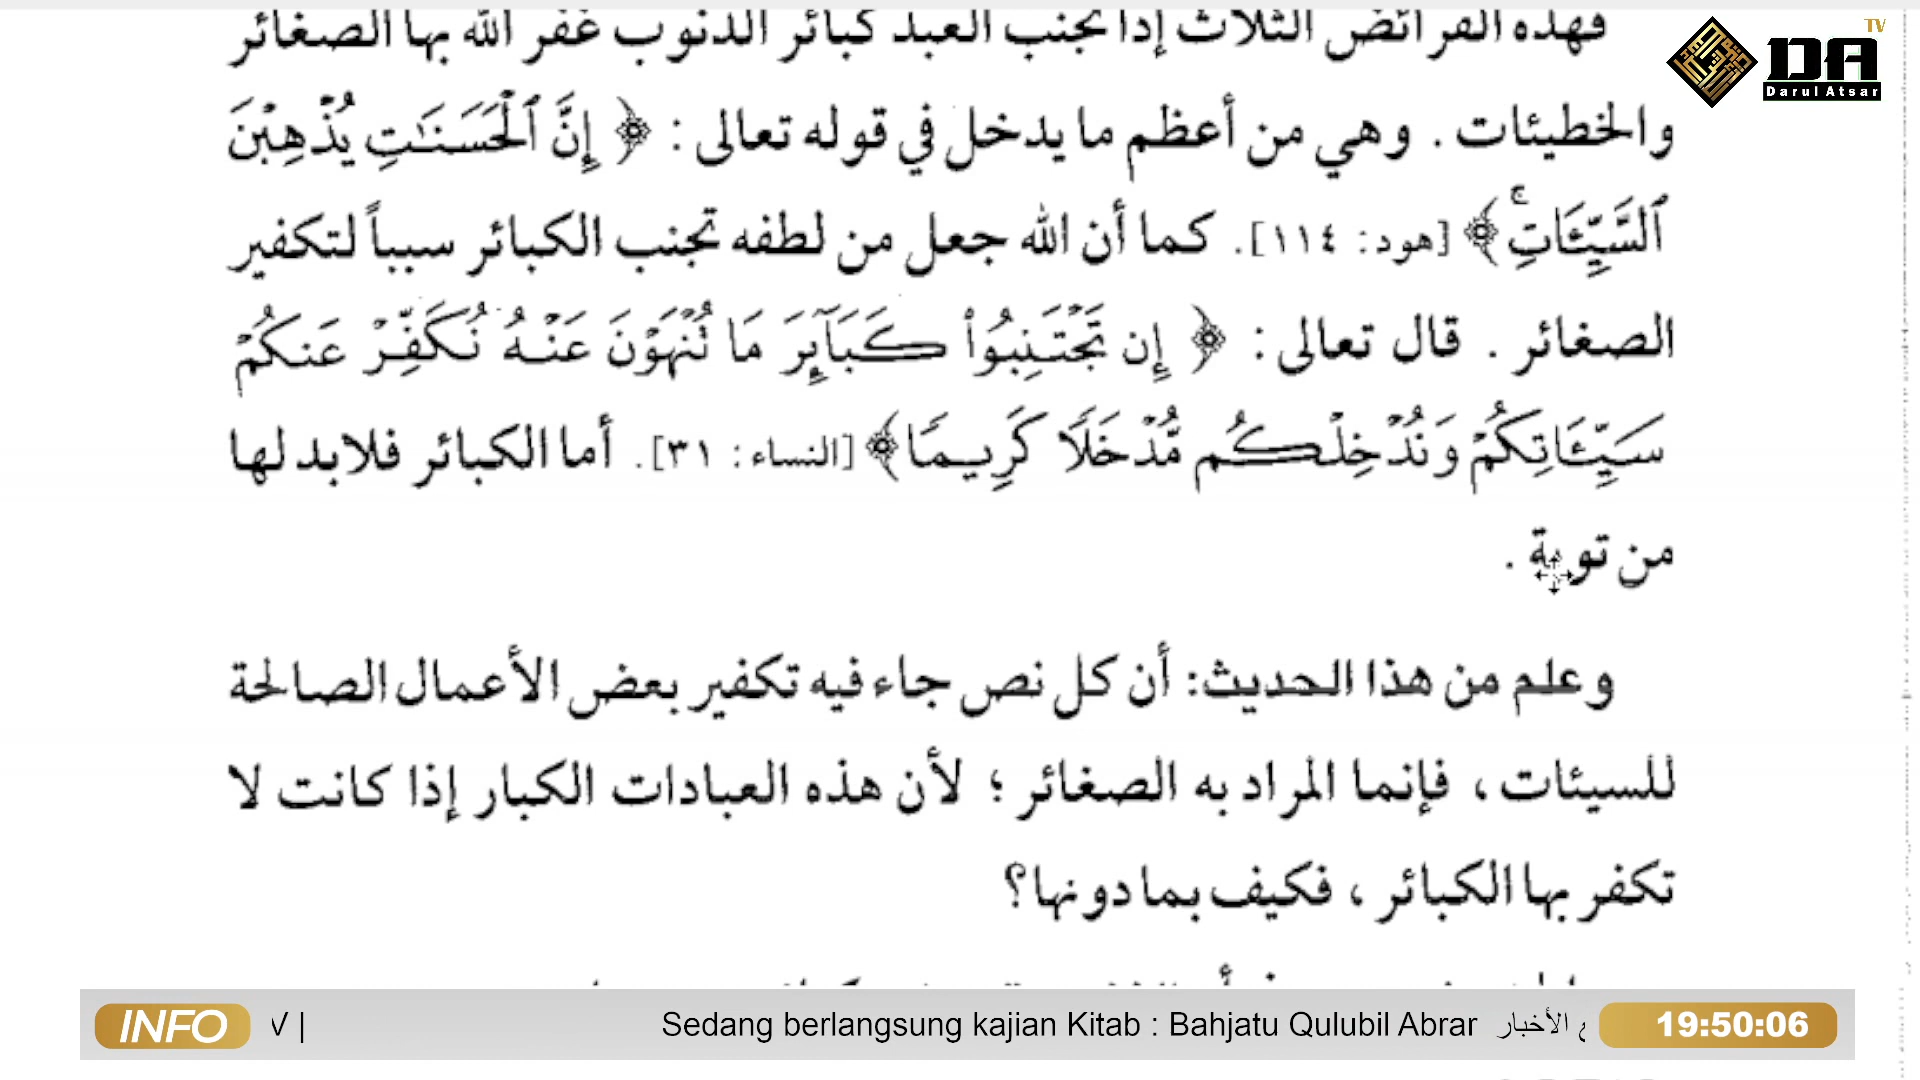 فهذه الفرائض الثلاث إذا تجنب العبد كبائر الذنوب غفر الله بها الصغائر
والخطيئات . وهي من أعظم ما يدخل في قوله تعالى : ﴿ إِنَّ ٱلْحَسَنَـٰتِ يُذْهِبْنَ
ٱلسَّيِّـَٔاتِ ۚ﴾ [هود: ١١٤]. كما أن الله جعل من لطفه تجنب الكبائر سبباً لتكفير
الصغائر . قال تعالى : ﴿ إِن تَجْتَنِبُوا۟ كَبَآئِرَ مَا تُنْهَوْنَ عَنْهُ نُكَفِّرْ عَنكُمْ
سَيِّـَٔاتِكُمْ وَنُدْخِلْكُم مُّدْخَلًا كَرِيمًا﴾ [النساء: ٣١]. أما الكبائر فلابد لها
من توبة .
وعلم من هذا الحديث: أن كل نص جاء فيه تكفير بعض الأعمال الصالحة
للسيئات ، فإنما المراد به الصغائر ؛ لأن هذه العبادات الكبار إذا كانت لا
تكفر بها الكبائر ، فكيف بما دونها؟
DA TV
Darul Atsar
INFO
V | Sedang berlangsung kajian Kitab : Bahjatu Qulubil Abrar الأخبار
19:50:06